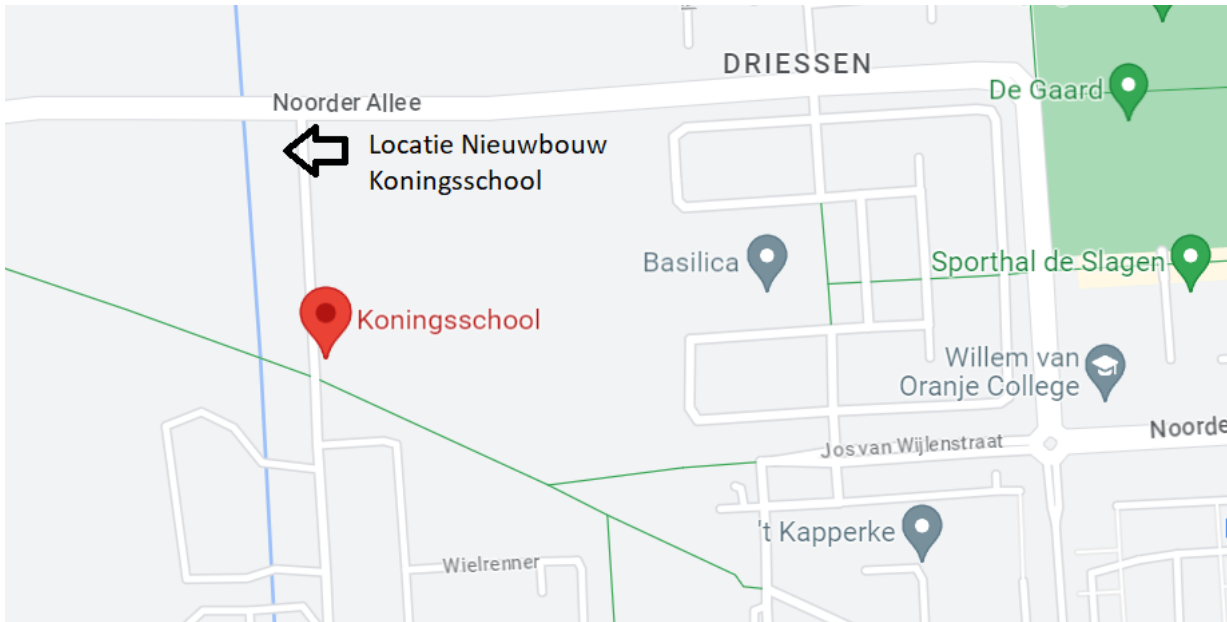 DRIESSEN
De Gaard
Noorder Allee
Locatie Nieuwbouw
Koningsschool
Basilica
Sporthal de Slagen
Koningsschool
Willem van
Oranje College
Noorde
Jos van Wijlenstraat
't Kapperke
Wielrenner